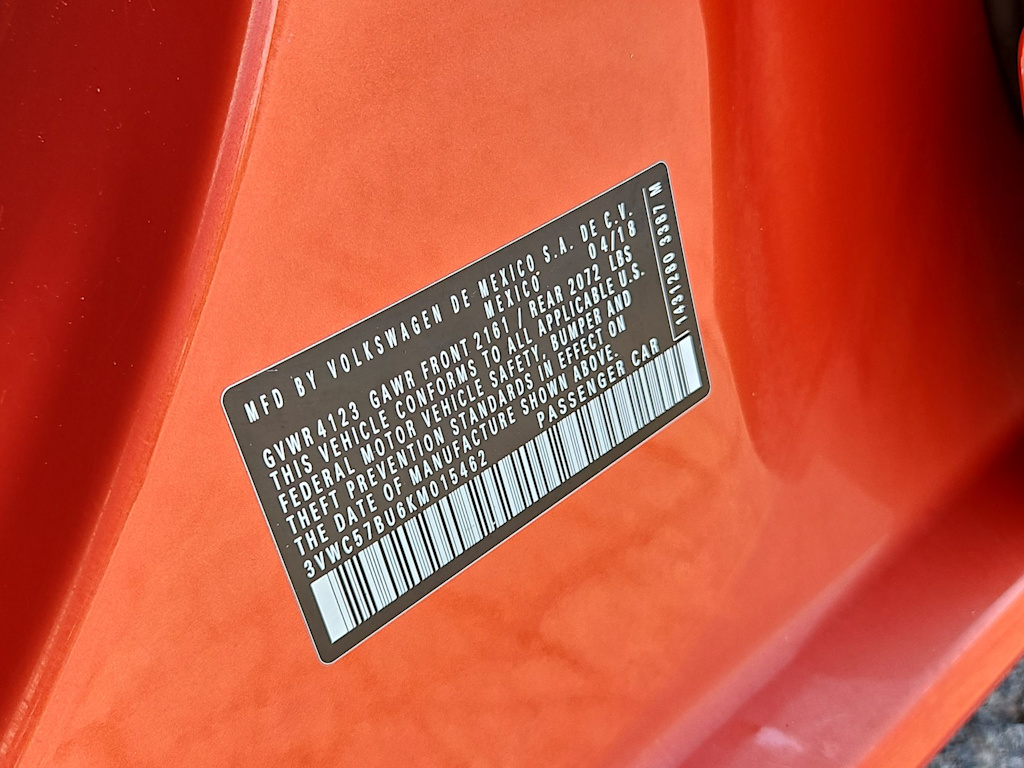 MFD BY VOLKSWAGEN DE MEXICO S.A. DE C.V.
MEXICO 04/18
GVWR 4123 GAWR FRONT 2161 / REAR 2072 LBS
THIS VEHICLE CONFORMS TO ALL APPLICABLE U.S.
FEDERAL MOTOR VEHICLE SAFETY, BUMPER AND
THEFT PREVENTION STANDARDS IN EFFECT ON
THE DATE OF MANUFACTURE SHOWN ABOVE.
3VWC57BU6KM015462 PASSENGER CAR
1431280 3387 M